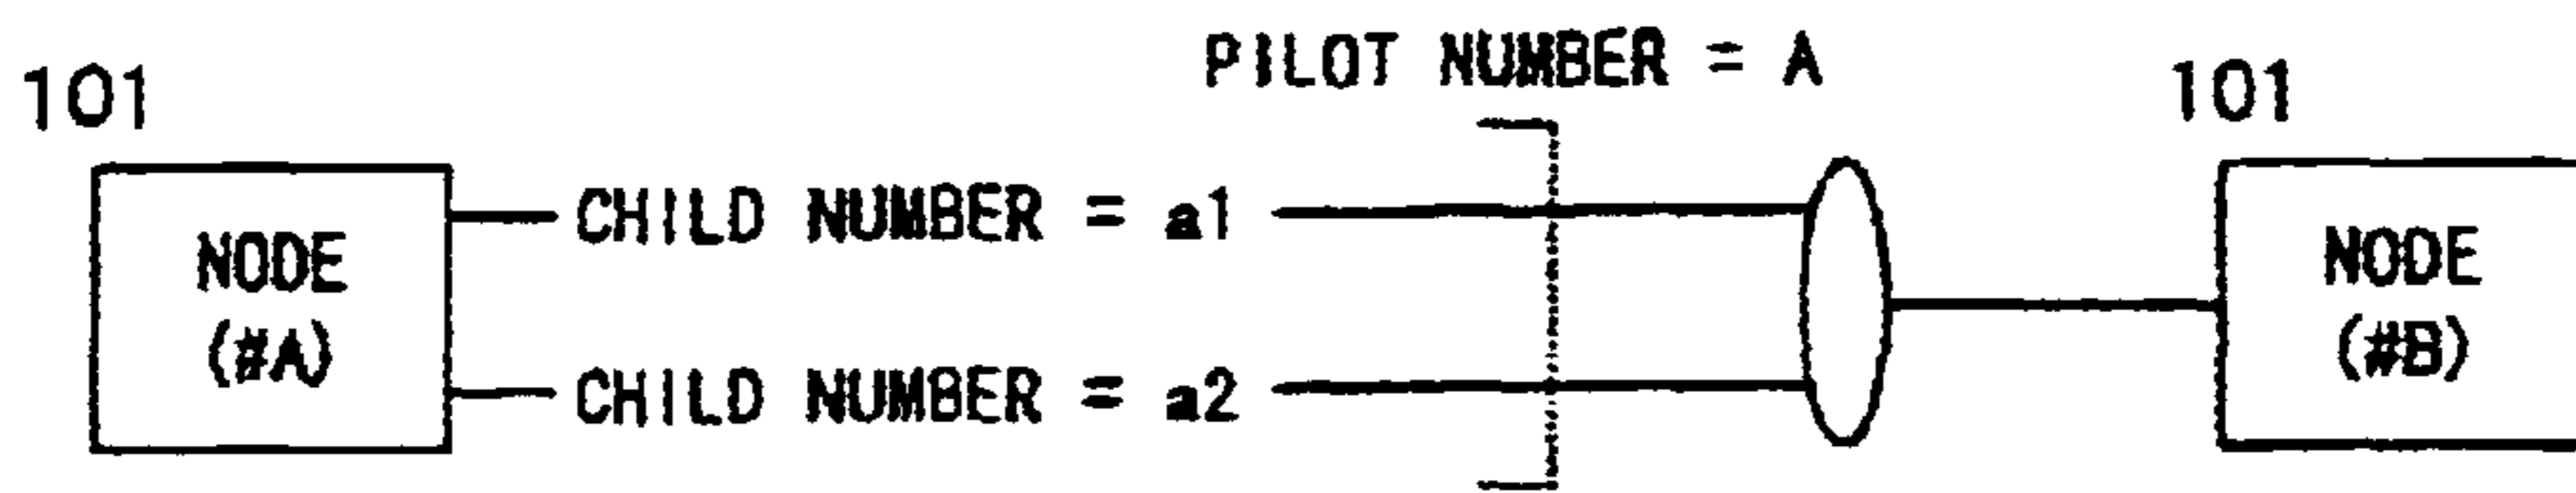 PILOT NUMBER = A
101
101
CHILD NUMBER = a1
NODE
(#A)
CHILD NUMBER = a2
NODE
(#B)